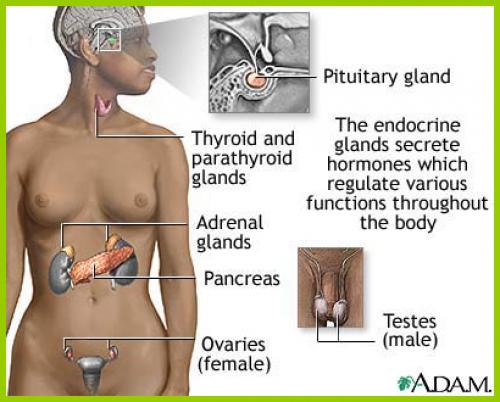 Pituitary gland
Thyroid and
parathyroid
glands
The endocrine
glands secrete
hormones which
regulate various
functions throughout
the body
Adrenal
glands
Pancreas
Ovaries
(female)
Testes
(male)
ADAM.